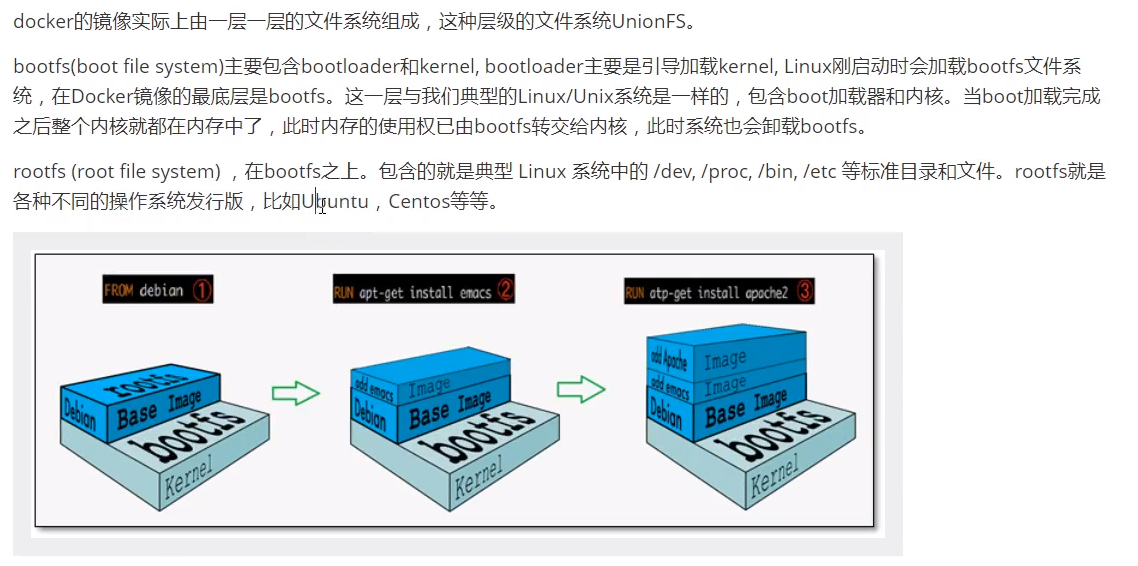 docker的镜像实际上由一层一层的文件系统组成，这种层级的文件系统UnionFS。
bootfs(boot file system)主要包含bootloader和kernel, bootloader主要是引导加载kernel, Linux刚启动时会加载bootfs文件系
统，在Docker镜像的最底层是bootfs。这一层与我们典型的Linux/Unix系统是一样的，包含boot加载器和内核。当boot加载完成
之后整个内核就都在内存中了，此时内存的使用权已由bootfs转交给内核，此时系统也会卸载bootfs。
rootfs (root file system) ，在bootfs之上。包含的就是典型 Linux 系统中的 /dev, /proc, /bin, /etc 等标准目录和文件。rootfs就是
各种不同的操作系统发行版，比如Ubuntu，Centos等等。
FROM debian ①
rootfs
Debian Base Image
bootfs
Kernel
RUN apt-get install emacs ②
add emacs Image
Debian Base Image
bootfs
Kernel
RUN atp-get install apache2 ③
add Apache Image
add emacs Image
Debian Base Image
bootfs
Kernel